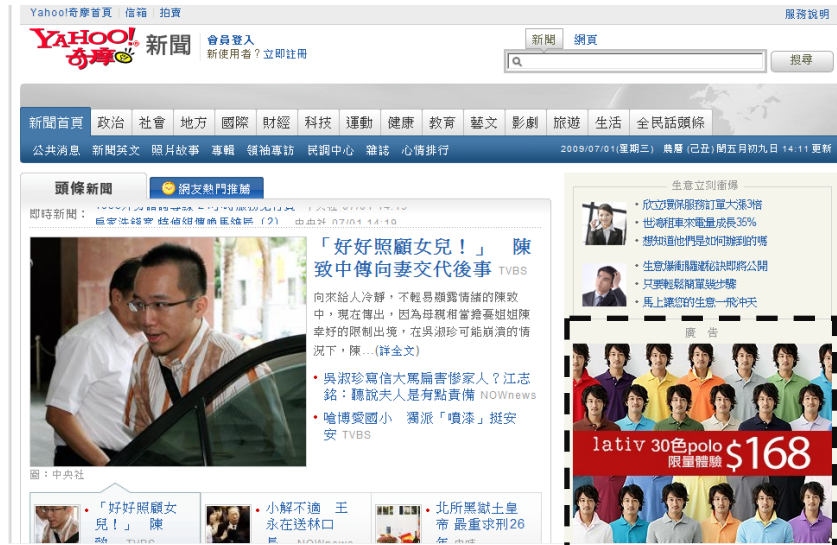 Yahoo!奇摩首頁 信箱 拍賣
服務說明
YAHOO!
奇摩
新聞
會員登入
新使用者？立即註冊
新聞 網頁
搜尋
新聞首頁 政治 社會 地方 國際 財經 科技 運動 健康 教育 藝文 影劇 旅遊 生活 全民話頭條
公共消息 新聞英文 照片故事 專輯 領袖專訪 民調中心 雜誌 心情排行
2009/07/01(星期三) 農曆 (己丑)閏五月初九日 14:11 更新
頭條新聞
網友熱門推薦
即時新聞：
中央社 07/01 14:19
「好好照顧女兒！」　陳
致中傳向妻交代後事 TVBS
向來給人冷靜，不輕易顯露情緒的陳致
中，現在傳出，因為母親相當擔憂姐姐陳
幸妤的限制出境，在吳淑珍可能崩潰的情
況下，陳...(詳全文)
吳淑珍寫信大罵扁害慘家人？江志
銘：聽說夫人是有點責備 NOWnews
嗆博愛國小　獨派「噴漆」挺安
安 TVBS
圖：中央社
「好好照顧女
兒！」　陳
小解不適　王
永在送林口
北所黑獄土皇
帝 最重求刑26
生意立刻衝爆
欣立環保服務訂單大漲3倍
世鴻租車來電量成長35%
想知道他們是如何辦到的嗎
生意爆衝關鍵秘訣即將公開
只要輕鬆簡單幾步驟
馬上讓您的生意一飛沖天
廣 告
lativ 30色polo
限量體驗
$168